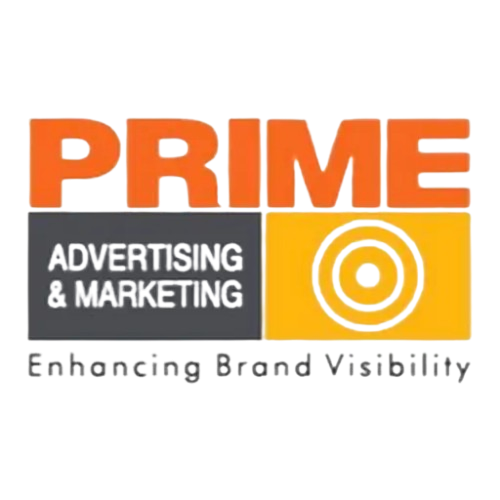 PRIME
ADVERTISING
& MARKETING
Enhancing Brand Visibility